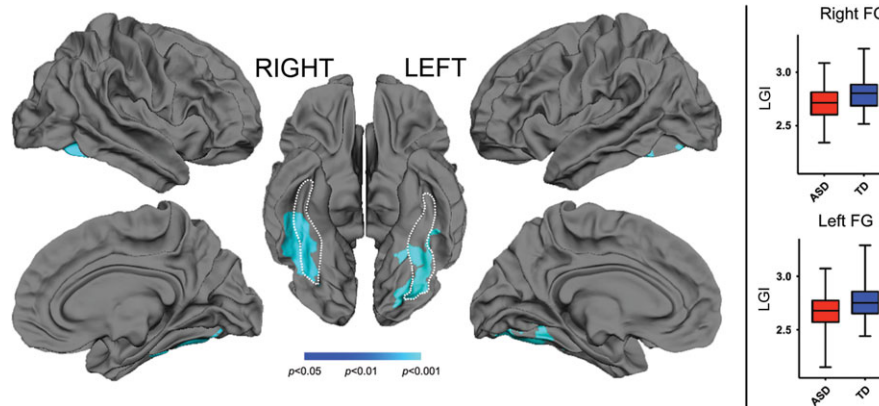 RIGHT LEFT
p<0.05 p<0.01 p<0.001
Right FG
LGI
3.0
2.5
ASD TD
Left FG
LGI
3.0
2.5
ASD TD